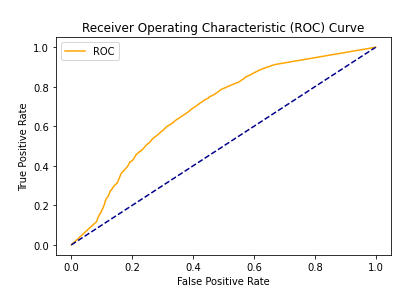 Receiver Operating Characteristic (ROC) Curve
ROC
1.0
0.8
0.6
0.4
0.2
0.0
True Positive Rate
0.0 0.2 0.4 0.6 0.8 1.0
False Positive Rate